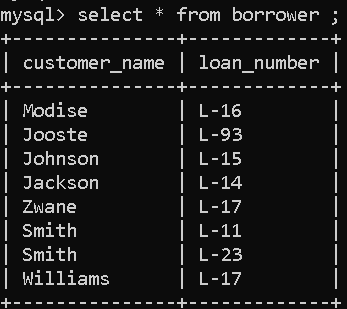 mysql> select * from borrower ;
+---------------+-------------+
| customer_name | loan_number |
+---------------+-------------+
| Modise        | L-16        |
| Jooste        | L-93        |
| Johnson       | L-15        |
| Jackson       | L-14        |
| Zwane         | L-17        |
| Smith         | L-11        |
| Smith         | L-23        |
| Williams      | L-17        |
+---------------+-------------+